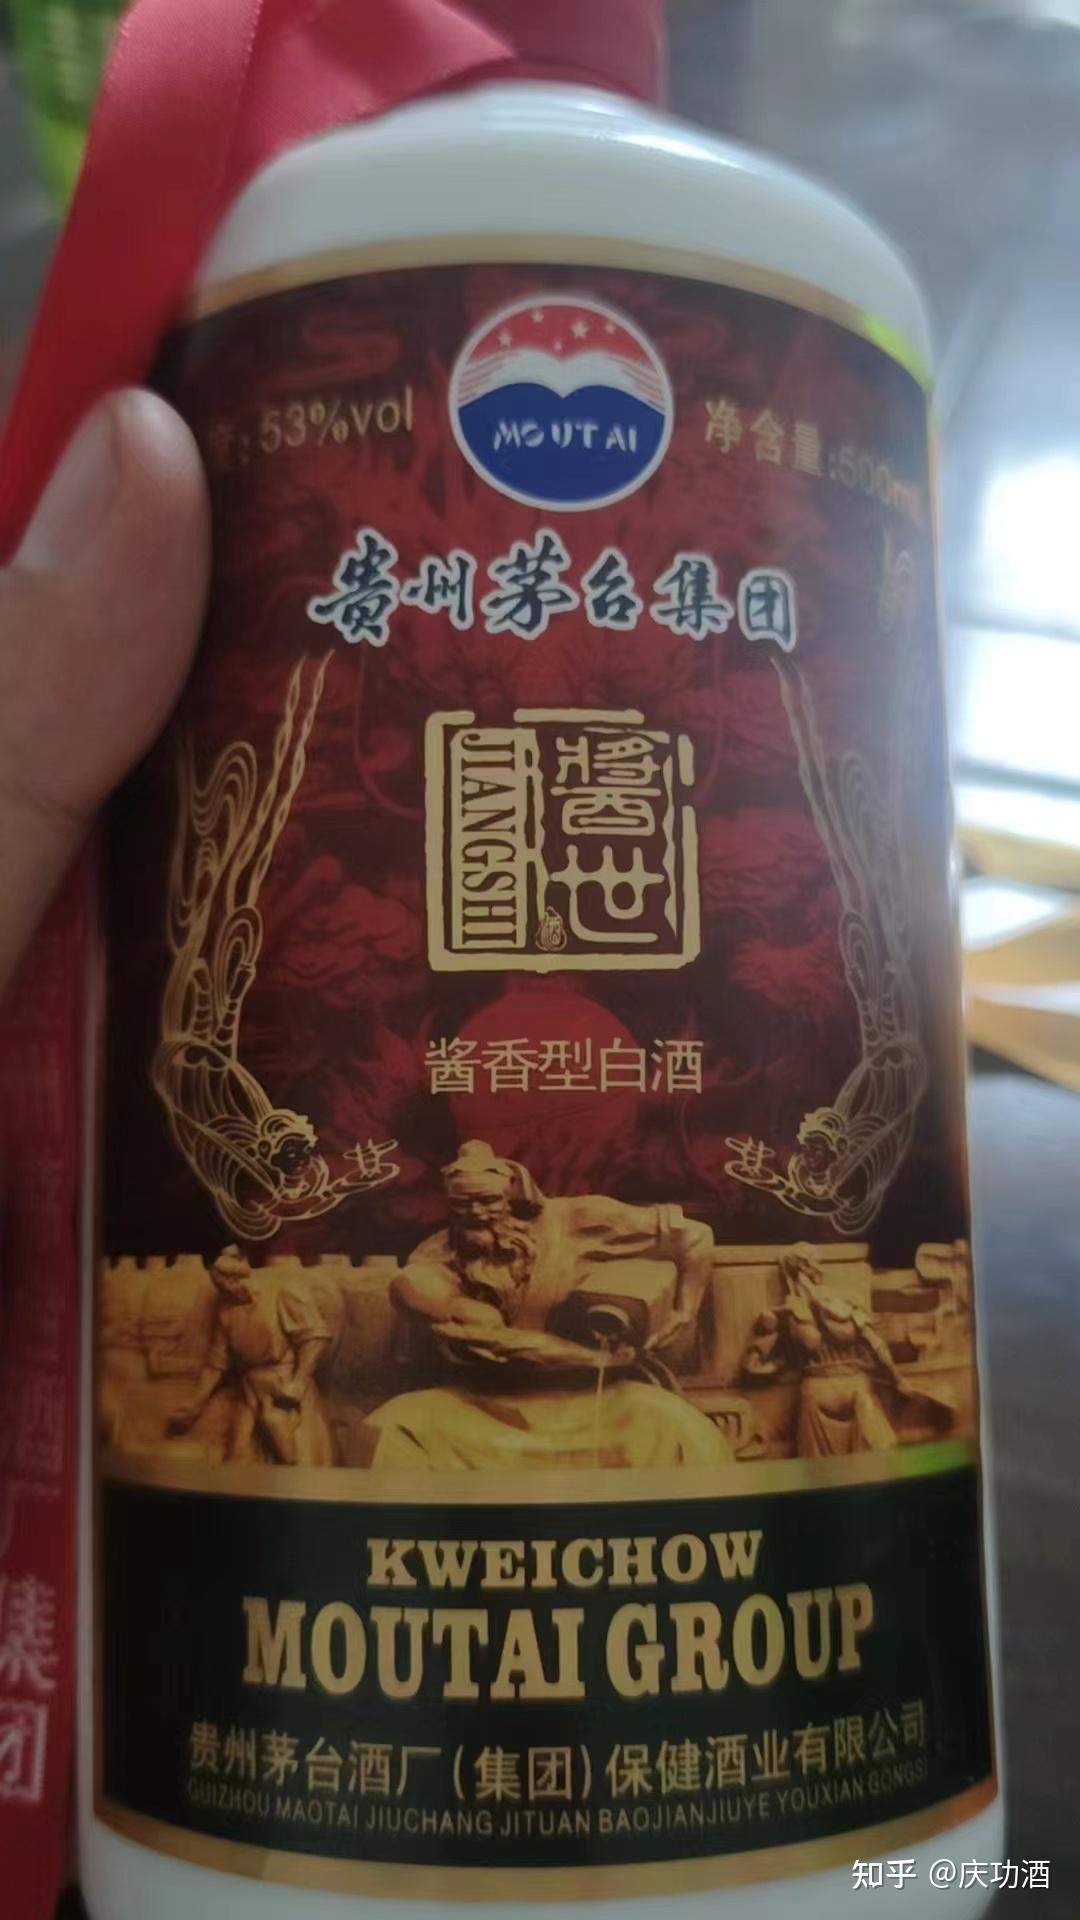 MOUTAI
53%vol
净含量:500ml
贵州茅台集团
酱世
JIANGSHI
酱香型白酒
KWEICHOW
MOUTAI GROUP
贵州茅台酒厂(集团)保健酒业有限公司
GUIZHOU MAOTAI JIUCHANG JITUAN BAOJIANJIUYE YOUXIAN GONGSI
集团
知乎 @庆功酒